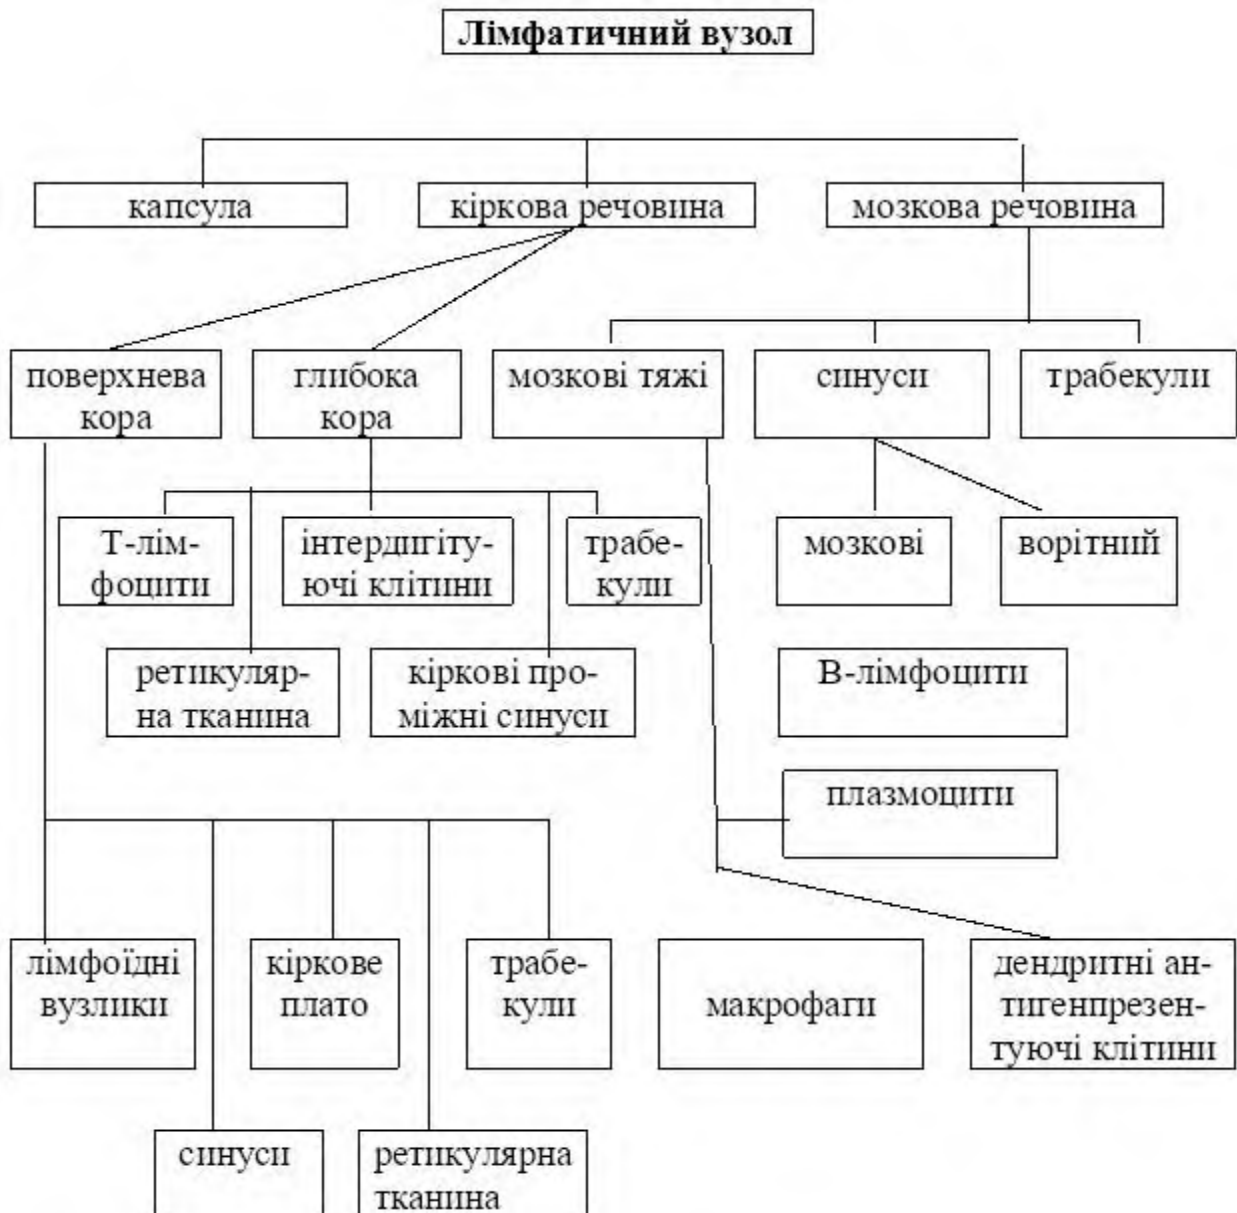 Лімфатичний вузол
капсула
кіркова речовина
мозкова речовина
поверхнева
кора
глибока
кора
мозкові тяжі
синуси
трабекули
Т-лім-
фоцити
інтердигіту-
ючі клітини
трабе-
кули
мозкові
ворітний
ретикуляр-
на тканина
кіркові про-
міжні синуси
В-лімфоцити
плазмоцити
лімфоїдні
вузлики
кіркове
плато
трабе-
кули
макрофаги
дендритні ан-
тигенпрезен-
туючі клітини
синуси
ретикулярна
тканина